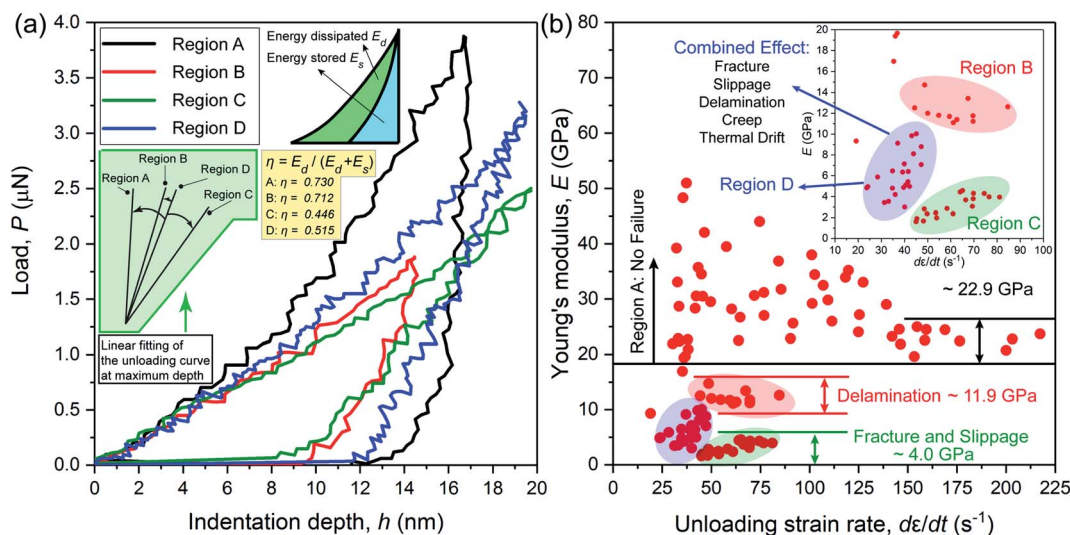 (a)
4.0
3.5
3.0
2.5
2.0
1.5
1.0
0.5
0.0
Load, P (μN)
Region A
Region B
Region C
Region D
Energy dissipated E_d
Energy stored E_s
Region B
Region D
Region A
Region C
η = E_d / (E_d+E_s)
A: η = 0.730
B: η = 0.712
C: η = 0.446
D: η = 0.515
Linear fitting of
the unloading curve
at maximum depth
0 2 4 6 8 10 12 14 16 18 20
Indentation depth, h (nm)
(b)
80
70
60
50
40
30
20
10
0
Young's modulus, E (GPa)
Combined Effect:
Fracture
Slippage
Delamination
Creep
Thermal Drift
Region D
20
18
16
14
12
10
8
6
4
2
0
E (GPa)
Region B
Region C
10 20 30 40 50 60 70 80 90 100
dε/dt (s⁻¹)
Region A: No Failure
~ 22.9 GPa
Delamination ~ 11.9 GPa
Fracture and Slippage
~ 4.0 GPa
0 25 50 75 100 125 150 175 200 225
Unloading strain rate, dε/dt (s⁻¹)